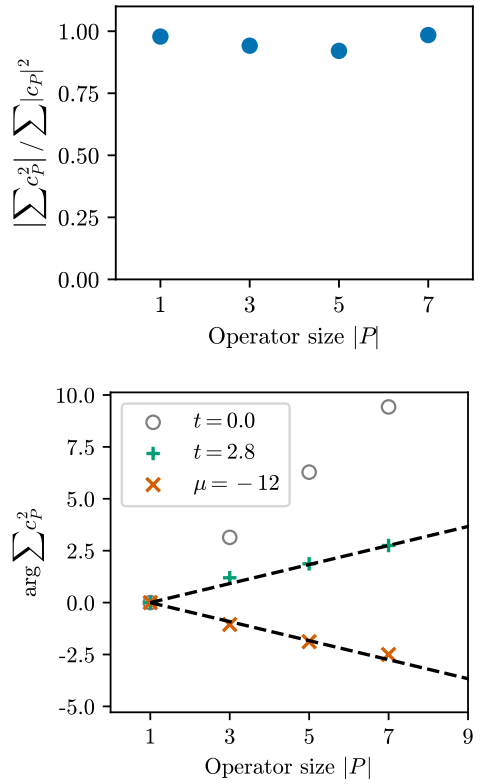 1.00
0.75
0.50
0.25
0.00
|∑c_P^2| / ∑|c_P|^2
1 3 5 7
Operator size |P|
10.0
7.5
5.0
2.5
0.0
-2.5
-5.0
arg ∑c_P^2
t = 0.0
t = 2.8
μ = −12
1 3 5 7 9
Operator size |P|